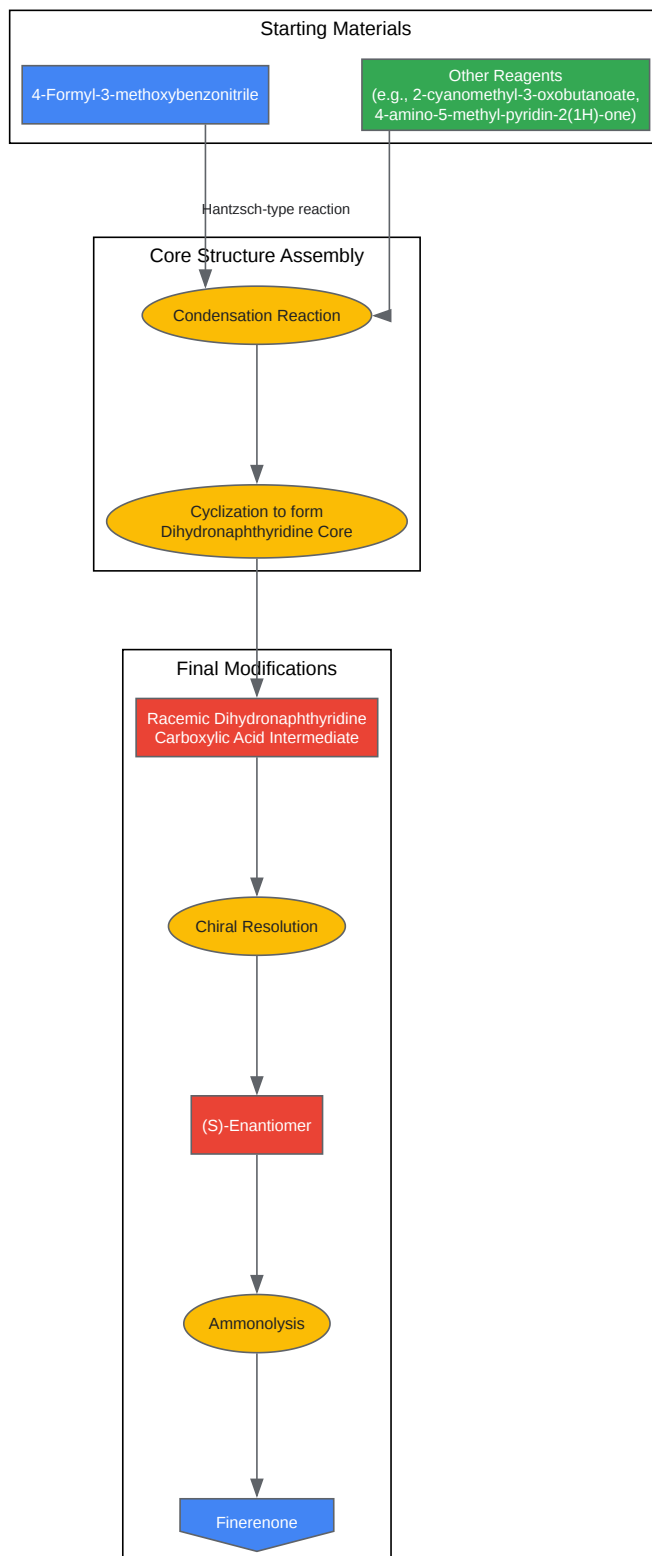 Starting Materials
4-Formyl-3-methoxybenzonitrile
Other Reagents
(e.g., 2-cyanomethyl-3-oxobutanoate,
4-amino-5-methyl-pyridin-2(1H)-one)
Hantzsch-type reaction
Core Structure Assembly
Condensation Reaction
Cyclization to form
Dihydronaphthyridine Core
Final Modifications
Racemic Dihydronaphthyridine
Carboxylic Acid Intermediate
Chiral Resolution
(S)-Enantiomer
Ammonolysis
Finerenone